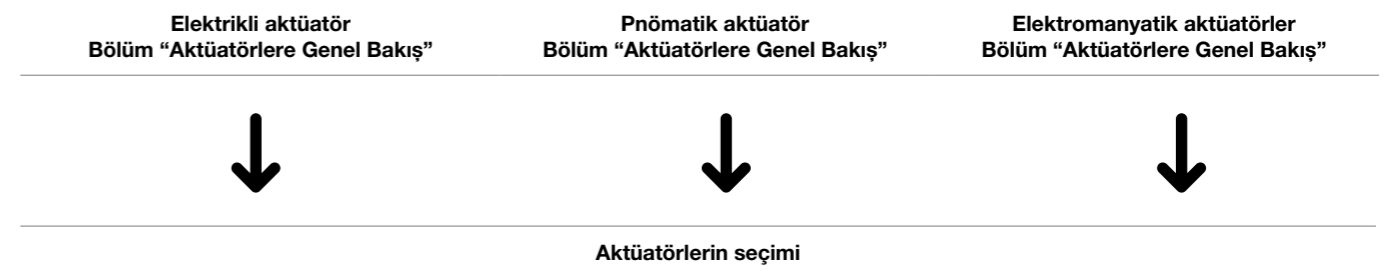 Elektrikli aktüatör
Bölüm “Aktüatörlere Genel Bakış”
Pnömatik aktüatör
Bölüm “Aktüatörlere Genel Bakış”
Elektromanyatik aktüatörler
Bölüm “Aktüatörlere Genel Bakış”
Aktüatörlerin seçimi